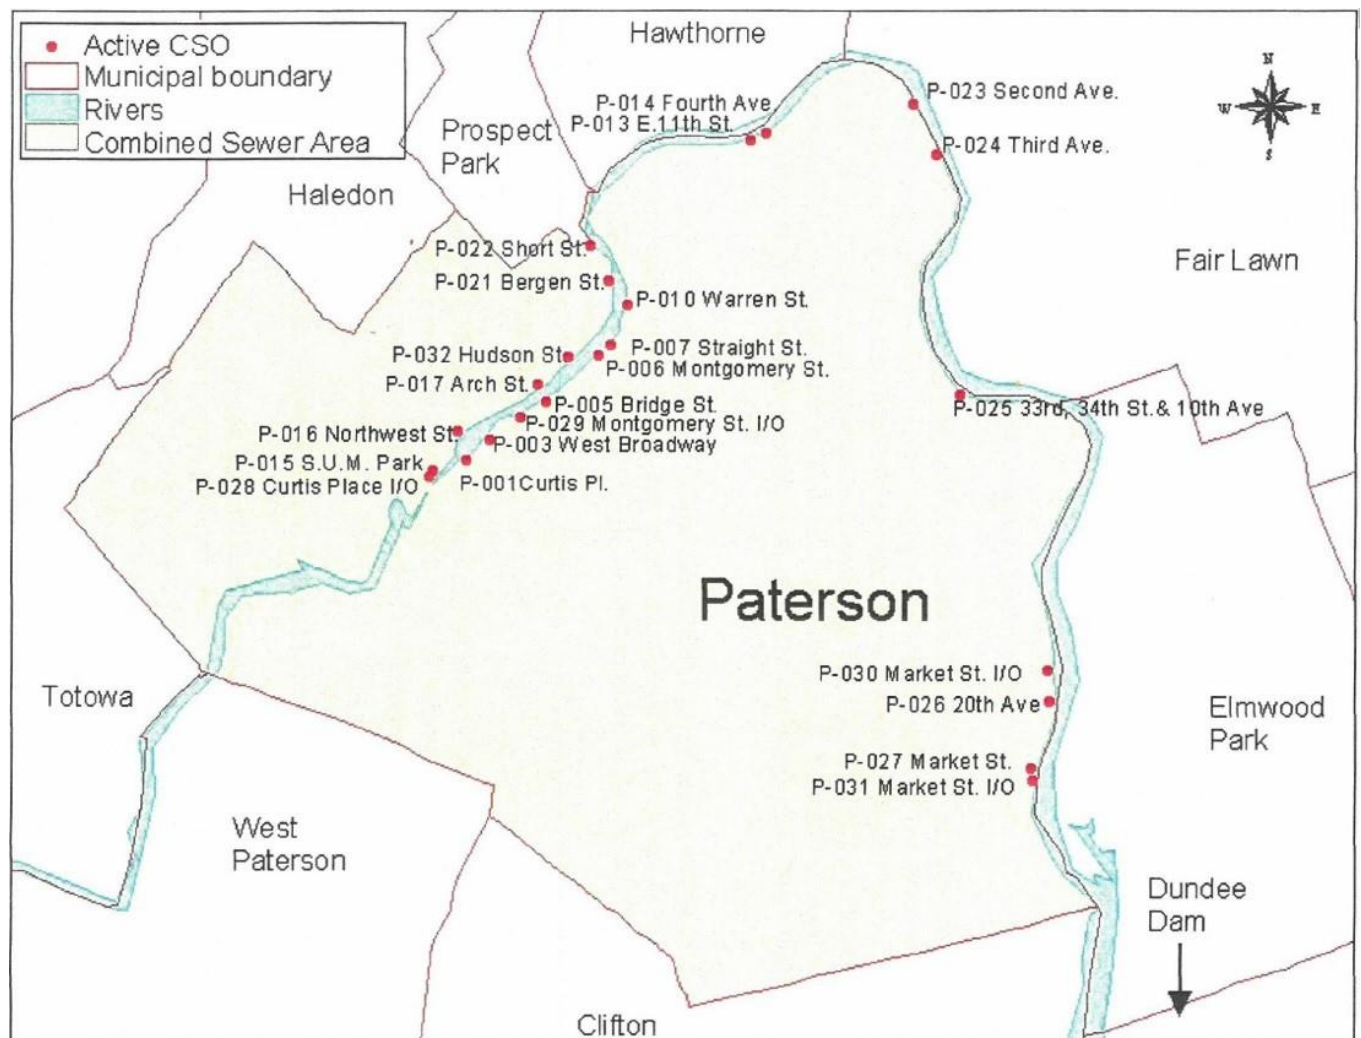 Active CSO
Municipal boundary
Rivers
Combined Sewer Area
Hawthorne
N
W
E
S
P-014 Fourth Ave
P-013 E.11th St.
P-023 Second Ave.
P-024 Third Ave.
Prospect
Park
Haledon
P-022 Short St.
P-021 Bergen St.
P-010 Warren St.
Fair Lawn
P-032 Hudson St
P-007 Straight St.
P-006 Montgomery St.
P-017 Arch St.
P-005 Bridge St.
P-029 Montgomery St. I/O
P-025 33rd, 34th St.& 10th Ave
P-016 Northwest St.
P-003 West Broadway
P-015 S.U.M. Park
P-028 Curtis Place I/O
P-001Curtis Pl.
Paterson
P-030 Market St. I/O
P-026 20th Ave
Totowa
Elmwood
Park
P-027 Market St.
P-031 Market St. I/O
West
Paterson
Dundee
Dam
Clifton